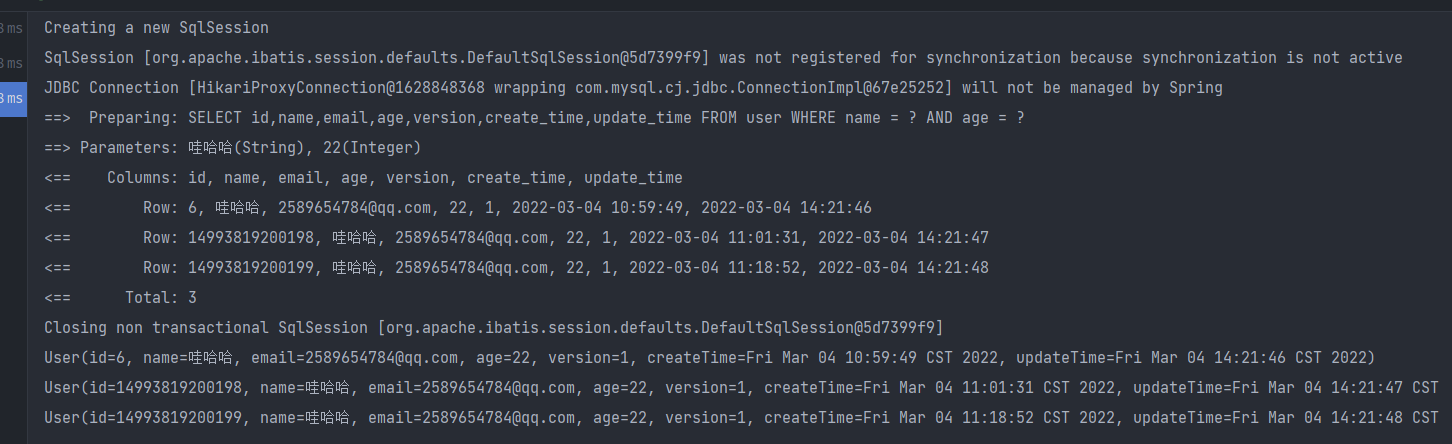 3 ms
3 ms
3 ms
Creating a new SqlSession
SqlSession [org.apache.ibatis.session.defaults.DefaultSqlSession@5d7399f9] was not registered for synchronization because synchronization is not active
JDBC Connection [HikariProxyConnection@1628848368 wrapping com.mysql.cj.jdbc.ConnectionImpl@67e25252] will not be managed by Spring
==>  Preparing: SELECT id,name,email,age,version,create_time,update_time FROM user WHERE name = ? AND age = ?
==> Parameters: 哇哈哈(String), 22(Integer)
<==    Columns: id, name, email, age, version, create_time, update_time
<==        Row: 6, 哇哈哈, 2589654784@qq.com, 22, 1, 2022-03-04 10:59:49, 2022-03-04 14:21:46
<==        Row: 14993819200198, 哇哈哈, 2589654784@qq.com, 22, 1, 2022-03-04 11:01:31, 2022-03-04 14:21:47
<==        Row: 14993819200199, 哇哈哈, 2589654784@qq.com, 22, 1, 2022-03-04 11:18:52, 2022-03-04 14:21:48
<==      Total: 3
Closing non transactional SqlSession [org.apache.ibatis.session.defaults.DefaultSqlSession@5d7399f9]
User(id=6, name=哇哈哈, email=2589654784@qq.com, age=22, version=1, createTime=Fri Mar 04 10:59:49 CST 2022, updateTime=Fri Mar 04 14:21:46 CST 2022)
User(id=14993819200198, name=哇哈哈, email=2589654784@qq.com, age=22, version=1, createTime=Fri Mar 04 11:01:31 CST 2022, updateTime=Fri Mar 04 14:21:47 CST
User(id=14993819200199, name=哇哈哈, email=2589654784@qq.com, age=22, version=1, createTime=Fri Mar 04 11:18:52 CST 2022, updateTime=Fri Mar 04 14:21:48 CST